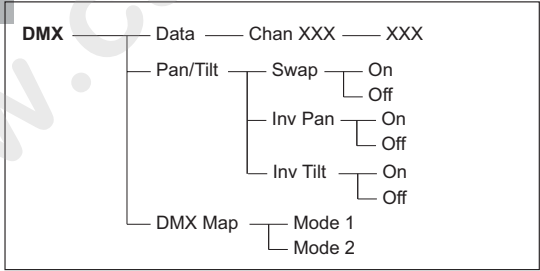 DMX Data Chan XXX XXX
Pan/Tilt Swap On
Off
Inv Pan On
Off
Inv Tilt On
Off
DMX Map Mode 1
Mode 2